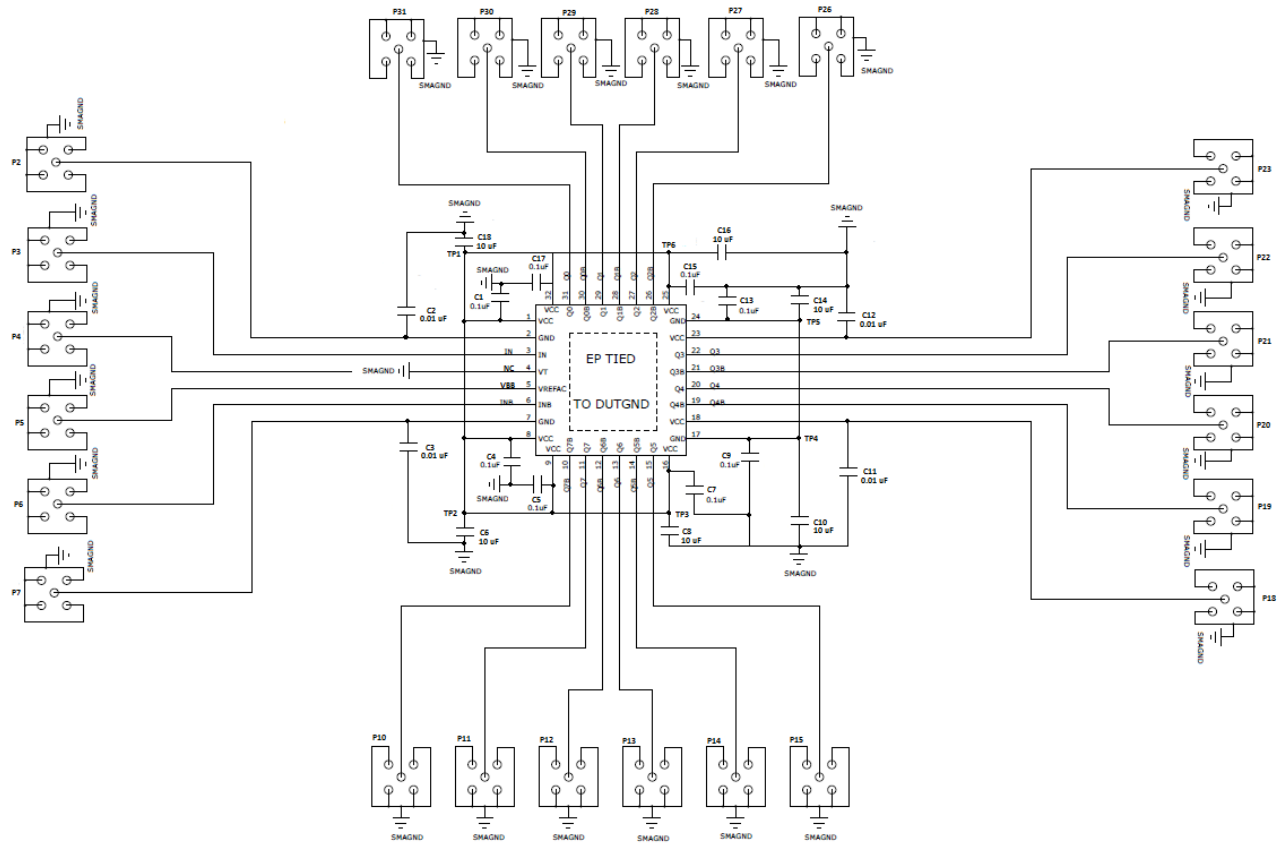 P31
P30
P29
P28
P27
P26
SMAGND
SMAGND
SMAGND
SMAGND
SMAGND
SMAGND
SMAGND
P2
P23
SMAGND
SMAGND
P3
P22
SMAGND
SMAGND
P4
P21
SMAGND
SMAGND
P5
P20
SMAGND
SMAGND
P6
P19
SMAGND
SMAGND
P7
P18
SMAGND
SMAGND
C18
10 uF
TP1
SMAGND
C17
0.1uF
C1
0.1uF
C2
0.01 uF
Q0
Q0B
Q1
Q1B
Q2
Q2B
32
31
30
29
28
27
26
25
VCC
Q0
Q0B
Q1
Q1B
Q2
Q2B
VCC
TP6
C16
10 uF
SMAGND
C15
0.1uF
C13
0.1uF
C14
10 uF
TP5
C12
0.01 uF
1 VCC
2 GND
IN 3 IN
NC 4 VT
VBB 5 VREFAC
INB 6 INB
7 GND
8 VCC
SMAGND
EP TIED
TO DUTGND
GND 24
VCC 23
Q3 22 Q3
Q3B 21 Q3B
Q4 20 Q4
Q4B 19 Q4B
VCC 18
GND 17
TP4
VCC
Q7B
Q7
Q6B
Q6
Q5B
Q5
VCC
9
10
11
12
13
14
15
16
Q7B
Q7
Q6B
Q6
Q5B
Q5
C3
0.01 uF
C4
0.1uF
SMAGND
C5
0.1uF
TP2
C6
10 uF
SMAGND
C7
0.1uF
TP3
C8
10 uF
C9
0.1uF
C10
10 uF
C11
0.01 uF
SMAGND
P10
P11
P12
P13
P14
P15
SMAGND
SMAGND
SMAGND
SMAGND
SMAGND
SMAGND